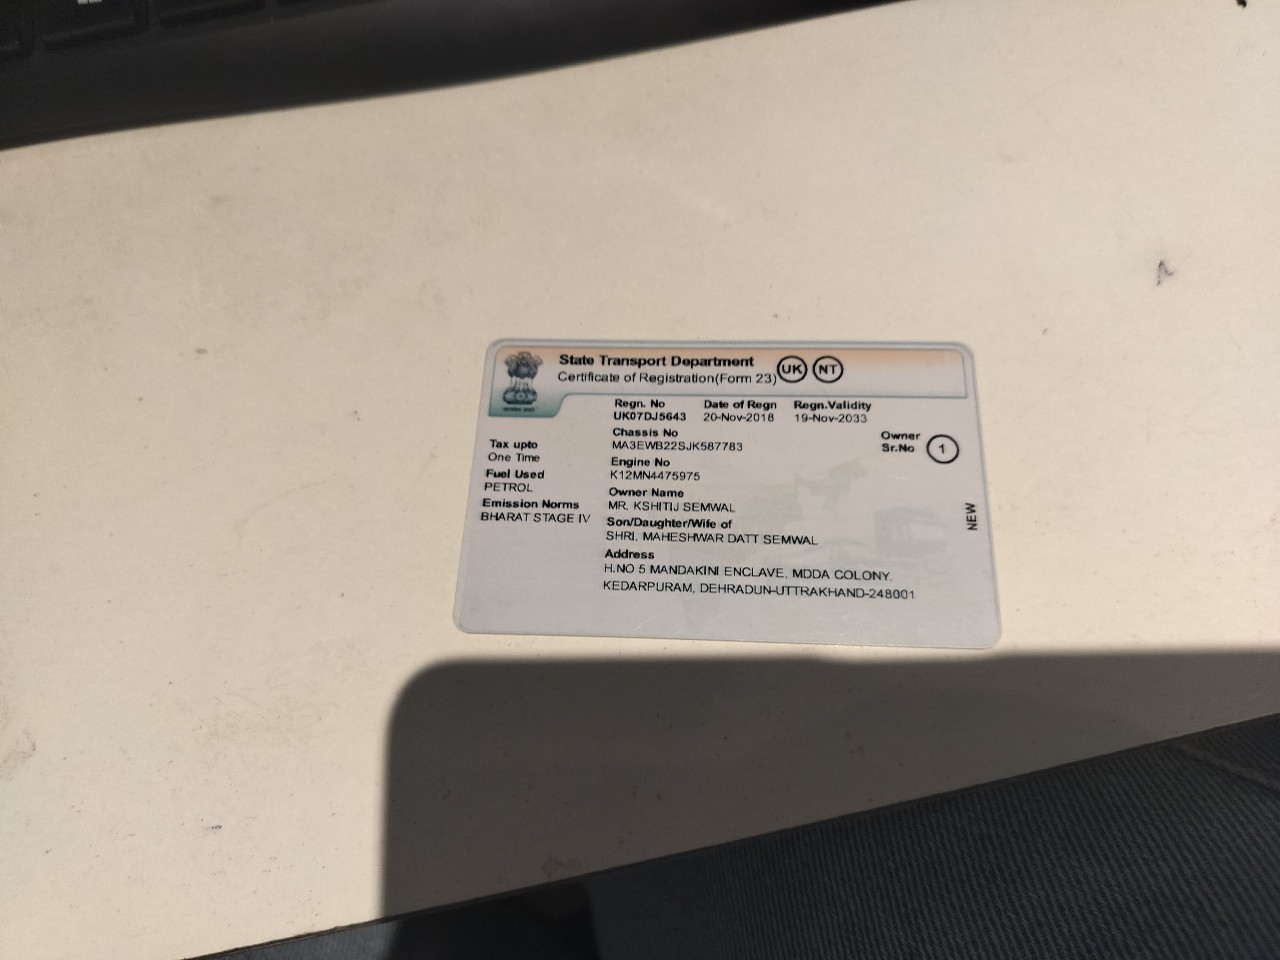 State Transport Department UK NT
Certificate of Registration(Form 23)
Regn. No Date of Regn Regn.Validity
UK07DJ5643 20-Nov-2018 19-Nov-2033
Chassis No
MA3EWB22SJK587783
Owner
Sr.No 1
Tax upto
One Time
Engine No
K12MN4475975
Fuel Used
PETROL
Owner Name
MR. KSHITIJ SEMWAL
Emission Norms
BHARAT STAGE IV
Son/Daughter/Wife of
SHRI. MAHESHWAR DATT SEMWAL
Address
H.NO 5 MANDAKINI ENCLAVE, MDDA COLONY.
KEDARPURAM, DEHRADUN-UTTRAKHAND-248001
NEW